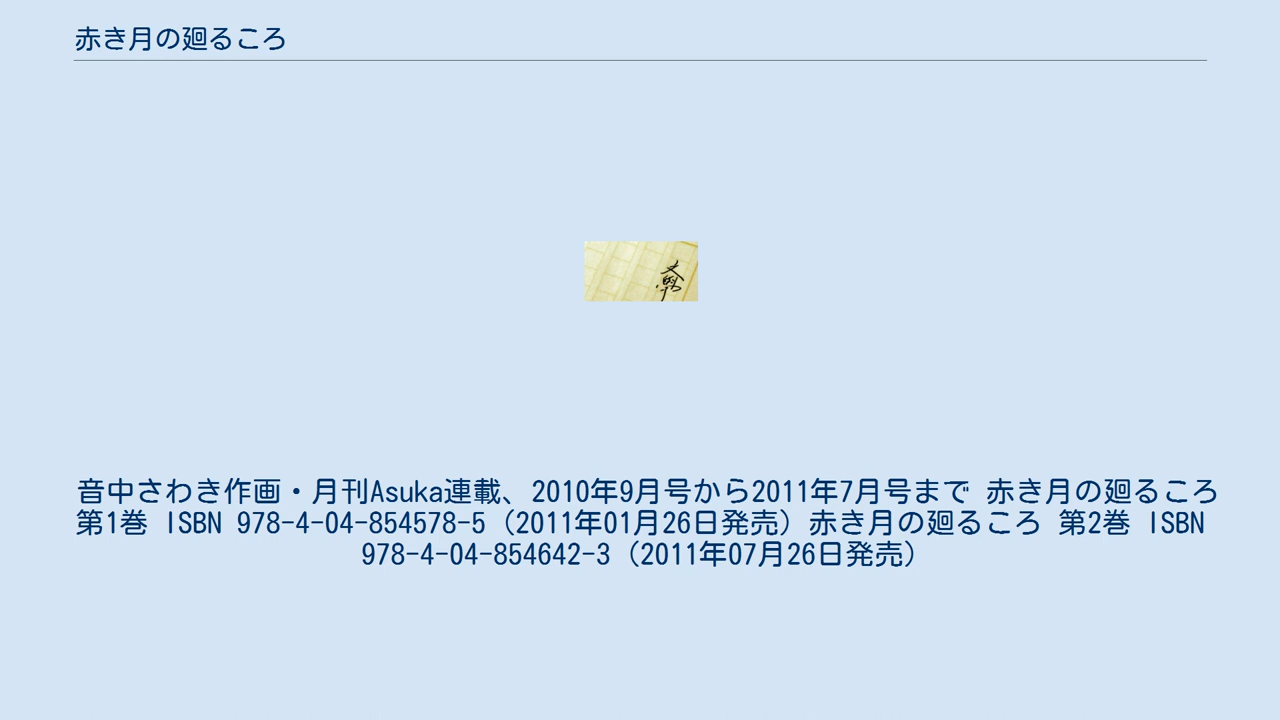 赤き月の廻るころ
音中さわき作画・月刊Asuka連載、2010年9月号から2011年7月号まで 赤き月の廻るころ
第1巻 ISBN 978-4-04-854578-5（2011年01月26日発売）赤き月の廻るころ 第2巻 ISBN
978-4-04-854642-3（2011年07月26日発売）